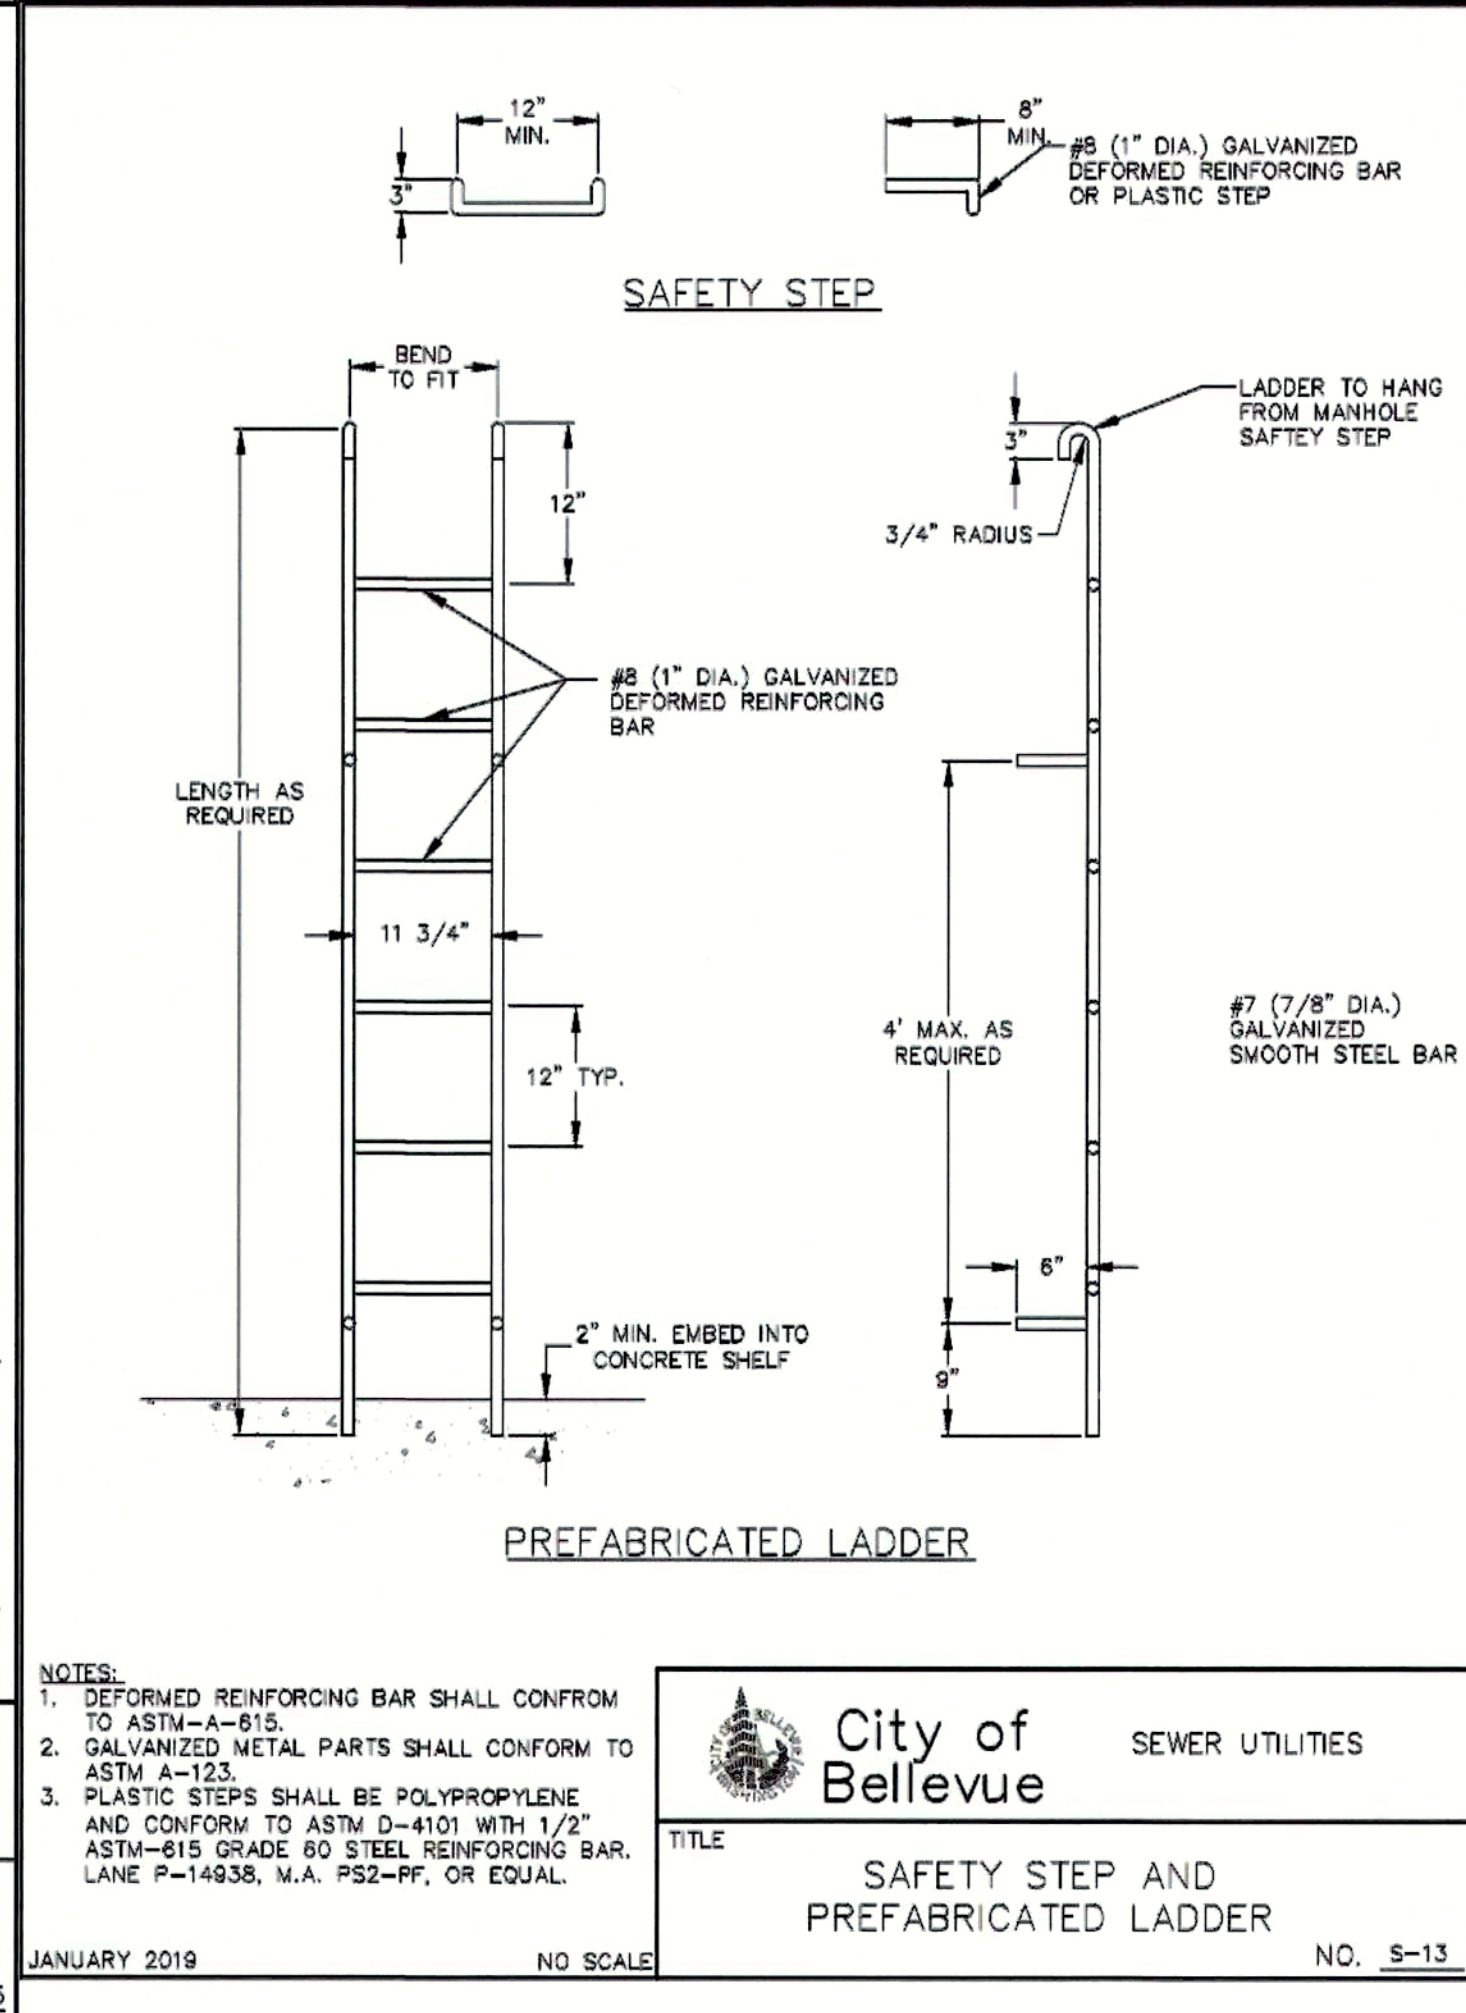 12"
MIN.
3"
8"
MIN.
#8 (1" DIA.) GALVANIZED
DEFORMED REINFORCING BAR
OR PLASTIC STEP
SAFETY STEP
BEND
TO FIT
12"
LADDER TO HANG
FROM MANHOLE
SAFTEY STEP
3"
3/4" RADIUS
#8 (1" DIA.) GALVANIZED
DEFORMED REINFORCING
BAR
LENGTH AS
REQUIRED
11 3/4"
12" TYP.
4' MAX. AS
REQUIRED
#7 (7/8" DIA.)
GALVANIZED
SMOOTH STEEL BAR
6"
2" MIN. EMBED INTO
CONCRETE SHELF
9"
PREFABRICATED LADDER
NOTES:
1. DEFORMED REINFORCING BAR SHALL CONFROM
TO ASTM-A-615.
2. GALVANIZED METAL PARTS SHALL CONFORM TO
ASTM A-123.
3. PLASTIC STEPS SHALL BE POLYPROPYLENE
AND CONFORM TO ASTM D-4101 WITH 1/2"
ASTM-615 GRADE 60 STEEL REINFORCING BAR.
LANE P-14938, M.A. PS2-PF, OR EQUAL.
JANUARY 2019
NO SCALE
CITY OF BELLEVUE
WASHINGTON
City of
Bellevue
SEWER UTILITIES
TITLE
SAFETY STEP AND
PREFABRICATED LADDER
NO. S-13